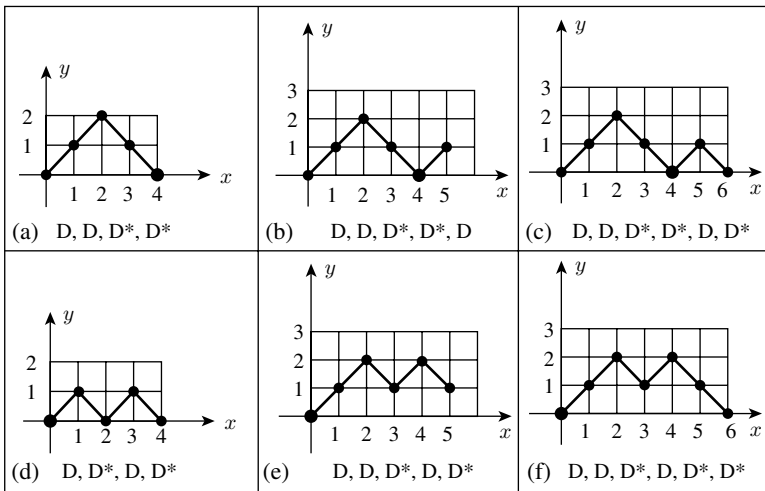 y
2
1
1 2 3 4 x
(a) D, D, D*, D*
y
3
2
1
1 2 3 4 5 x
(b) D, D, D*, D*, D
y
3
2
1
1 2 3 4 5 6 x
(c) D, D, D*, D*, D, D*
y
2
1
1 2 3 4 x
(d) D, D*, D, D*
y
3
2
1
1 2 3 4 5 x
(e) D, D, D*, D, D*
y
3
2
1
1 2 3 4 5 6 x
(f) D, D, D*, D, D*, D*